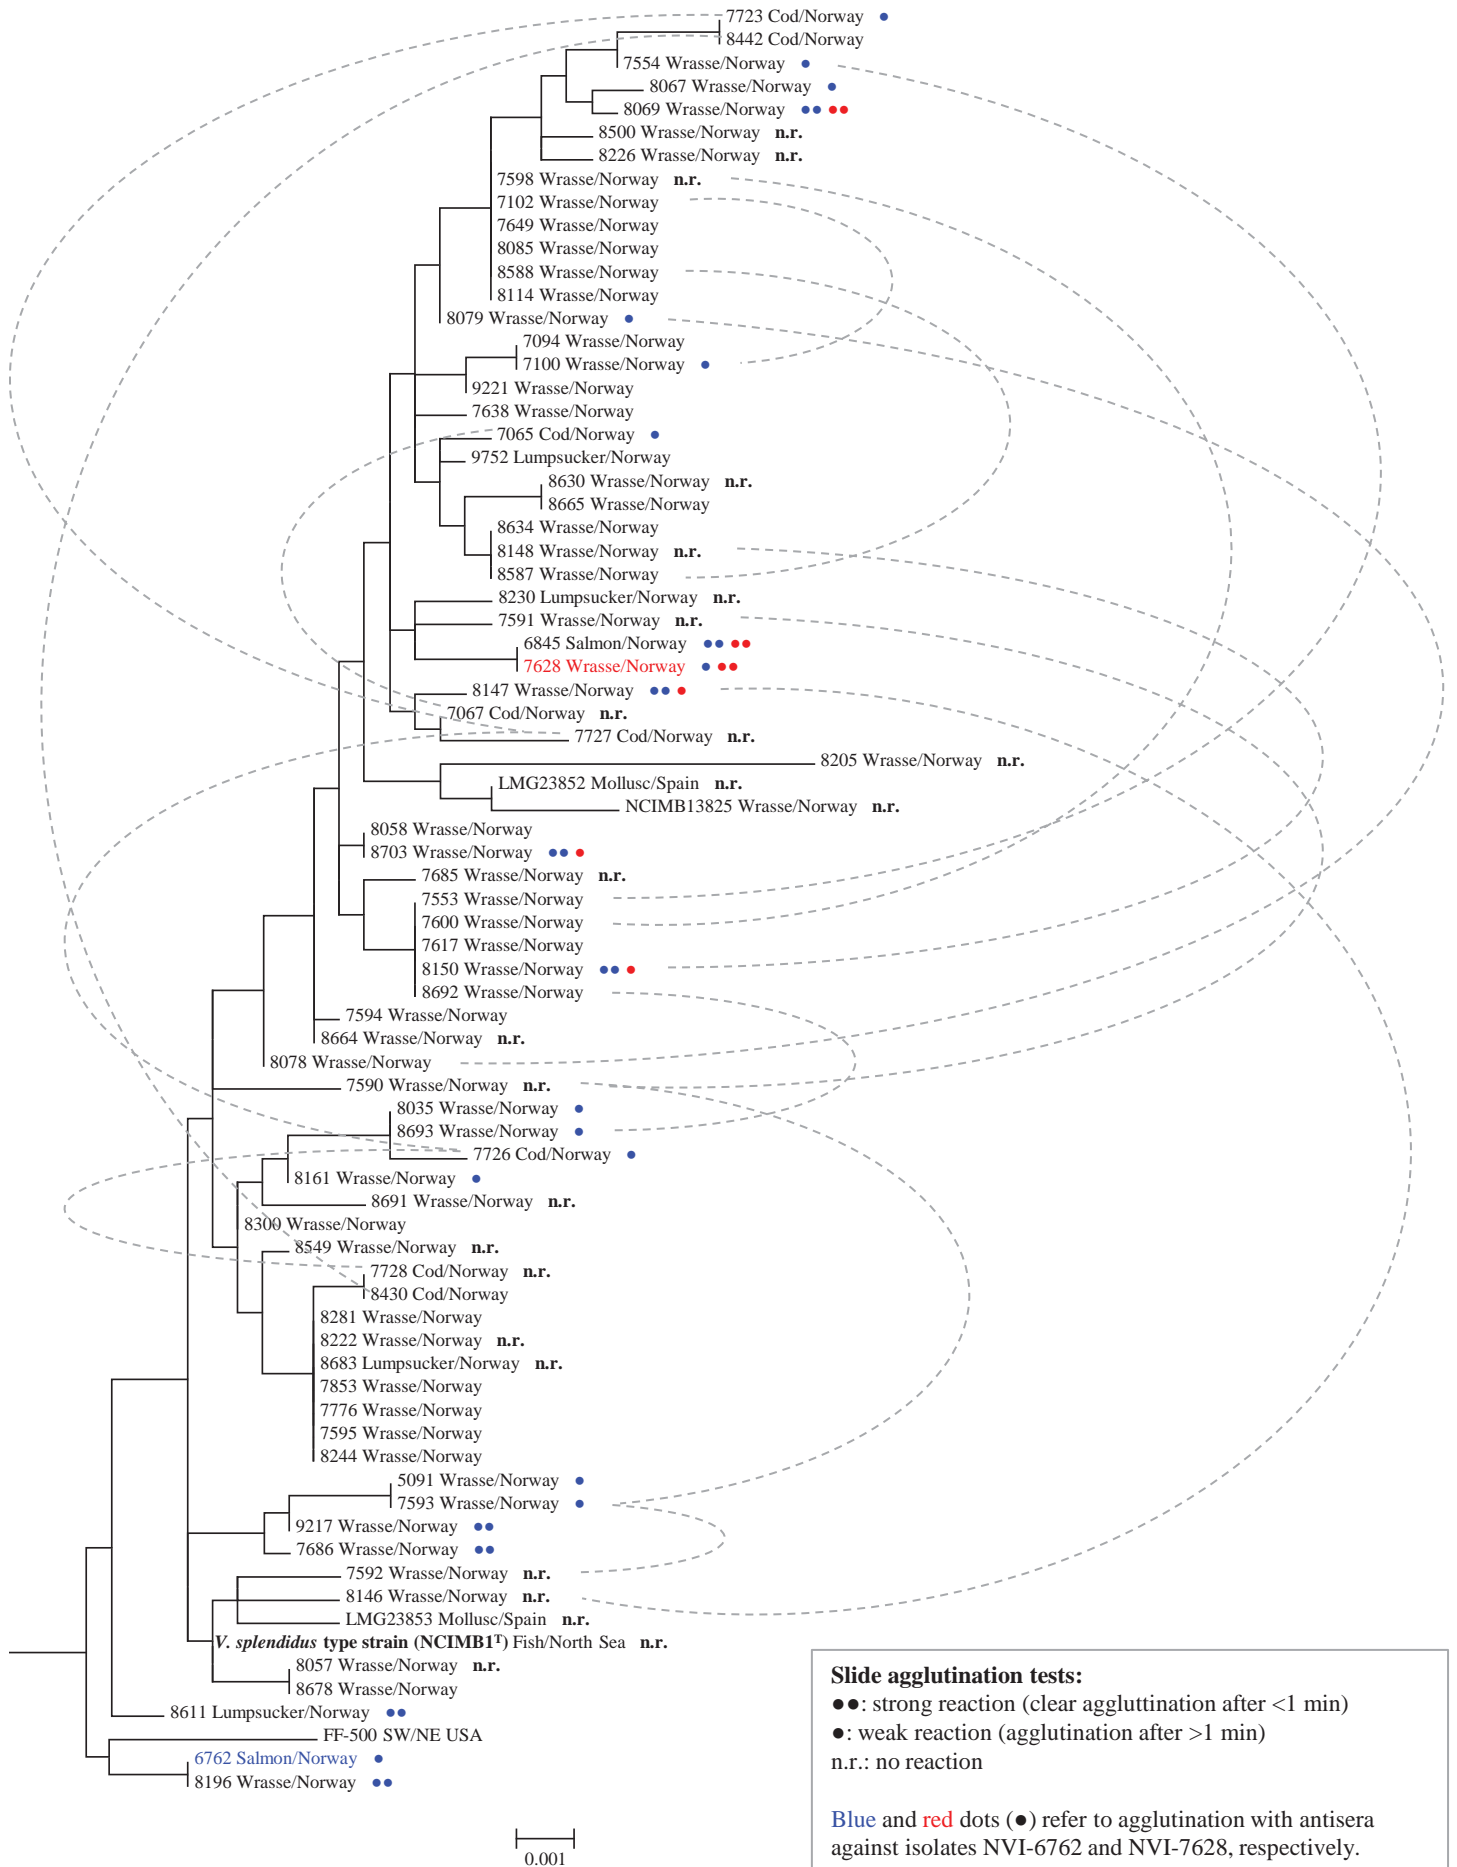 7723 Cod/Norway ●
8442 Cod/Norway
7554 Wrasse/Norway ●
8067 Wrasse/Norway ●
8069 Wrasse/Norway ●● ●●
8500 Wrasse/Norway n.r.
8226 Wrasse/Norway n.r.
7598 Wrasse/Norway n.r.
7102 Wrasse/Norway
7649 Wrasse/Norway
8085 Wrasse/Norway
8588 Wrasse/Norway
8114 Wrasse/Norway
8079 Wrasse/Norway ●
7094 Wrasse/Norway
7100 Wrasse/Norway ●
9221 Wrasse/Norway
7638 Wrasse/Norway
7065 Cod/Norway ●
9752 Lumpsucker/Norway
8630 Wrasse/Norway n.r.
8665 Wrasse/Norway
8634 Wrasse/Norway
8148 Wrasse/Norway n.r.
8587 Wrasse/Norway
8230 Lumpsucker/Norway n.r.
7591 Wrasse/Norway n.r.
6845 Salmon/Norway ●● ●●
7628 Wrasse/Norway ● ●●
8147 Wrasse/Norway ●● ●
7067 Cod/Norway n.r.
7727 Cod/Norway n.r.
8205 Wrasse/Norway n.r.
LMG23852 Mollusc/Spain n.r.
NCIMB13825 Wrasse/Norway n.r.
8058 Wrasse/Norway
8703 Wrasse/Norway ●● ●
7685 Wrasse/Norway n.r.
7553 Wrasse/Norway
7600 Wrasse/Norway
7617 Wrasse/Norway
8150 Wrasse/Norway ●● ●
8692 Wrasse/Norway
7594 Wrasse/Norway
8664 Wrasse/Norway n.r.
8078 Wrasse/Norway
7590 Wrasse/Norway n.r.
8035 Wrasse/Norway ●
8693 Wrasse/Norway ●
7726 Cod/Norway ●
8161 Wrasse/Norway ●
8691 Wrasse/Norway n.r.
8300 Wrasse/Norway
8549 Wrasse/Norway n.r.
7728 Cod/Norway n.r.
8430 Cod/Norway
8281 Wrasse/Norway
8222 Wrasse/Norway n.r.
8683 Lumpsucker/Norway n.r.
7853 Wrasse/Norway
7776 Wrasse/Norway
7595 Wrasse/Norway
8244 Wrasse/Norway
5091 Wrasse/Norway ●
7593 Wrasse/Norway ●
9217 Wrasse/Norway ●●
7686 Wrasse/Norway ●●
7592 Wrasse/Norway n.r.
8146 Wrasse/Norway n.r.
LMG23853 Mollusc/Spain n.r.
V. splendidus type strain (NCIMB1ᵀ) Fish/North Sea n.r.
8057 Wrasse/Norway n.r.
8678 Wrasse/Norway
8611 Lumpsucker/Norway ●●
FF-500 SW/NE USA
6762 Salmon/Norway ●
8196 Wrasse/Norway ●●
0.001
Slide agglutination tests:
●●: strong reaction (clear aggluttination after <1 min)
●: weak reaction (agglutination after >1 min)
n.r.: no reaction
Blue and red dots (●) refer to agglutination with antisera
against isolates NVI-6762 and NVI-7628, respectively.